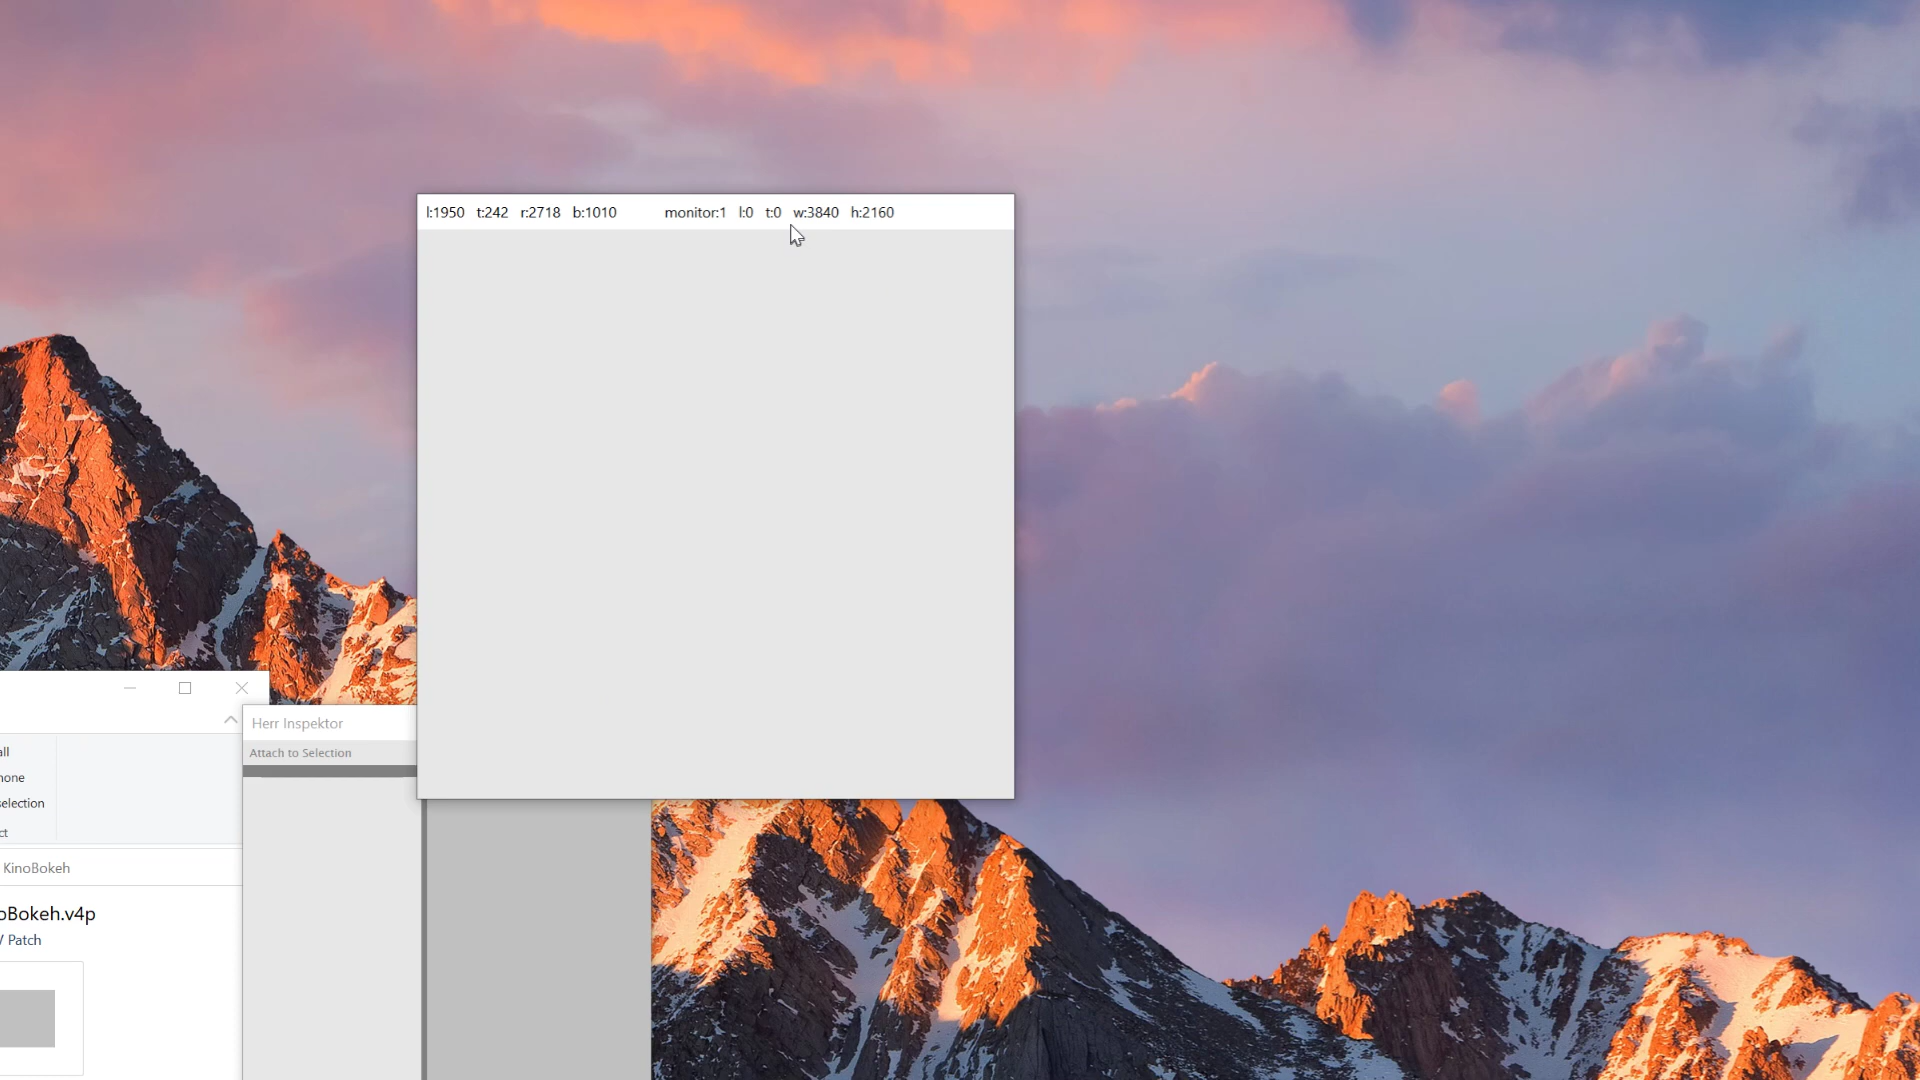 l:1950 t:242 r:2718 b:1010 monitor:1 l:0 t:0 w:3840 h:2160
Herr Inspektor
Attach to Selection
all
none
selection
ct
KinoBokeh
oBokeh.v4p
/ Patch